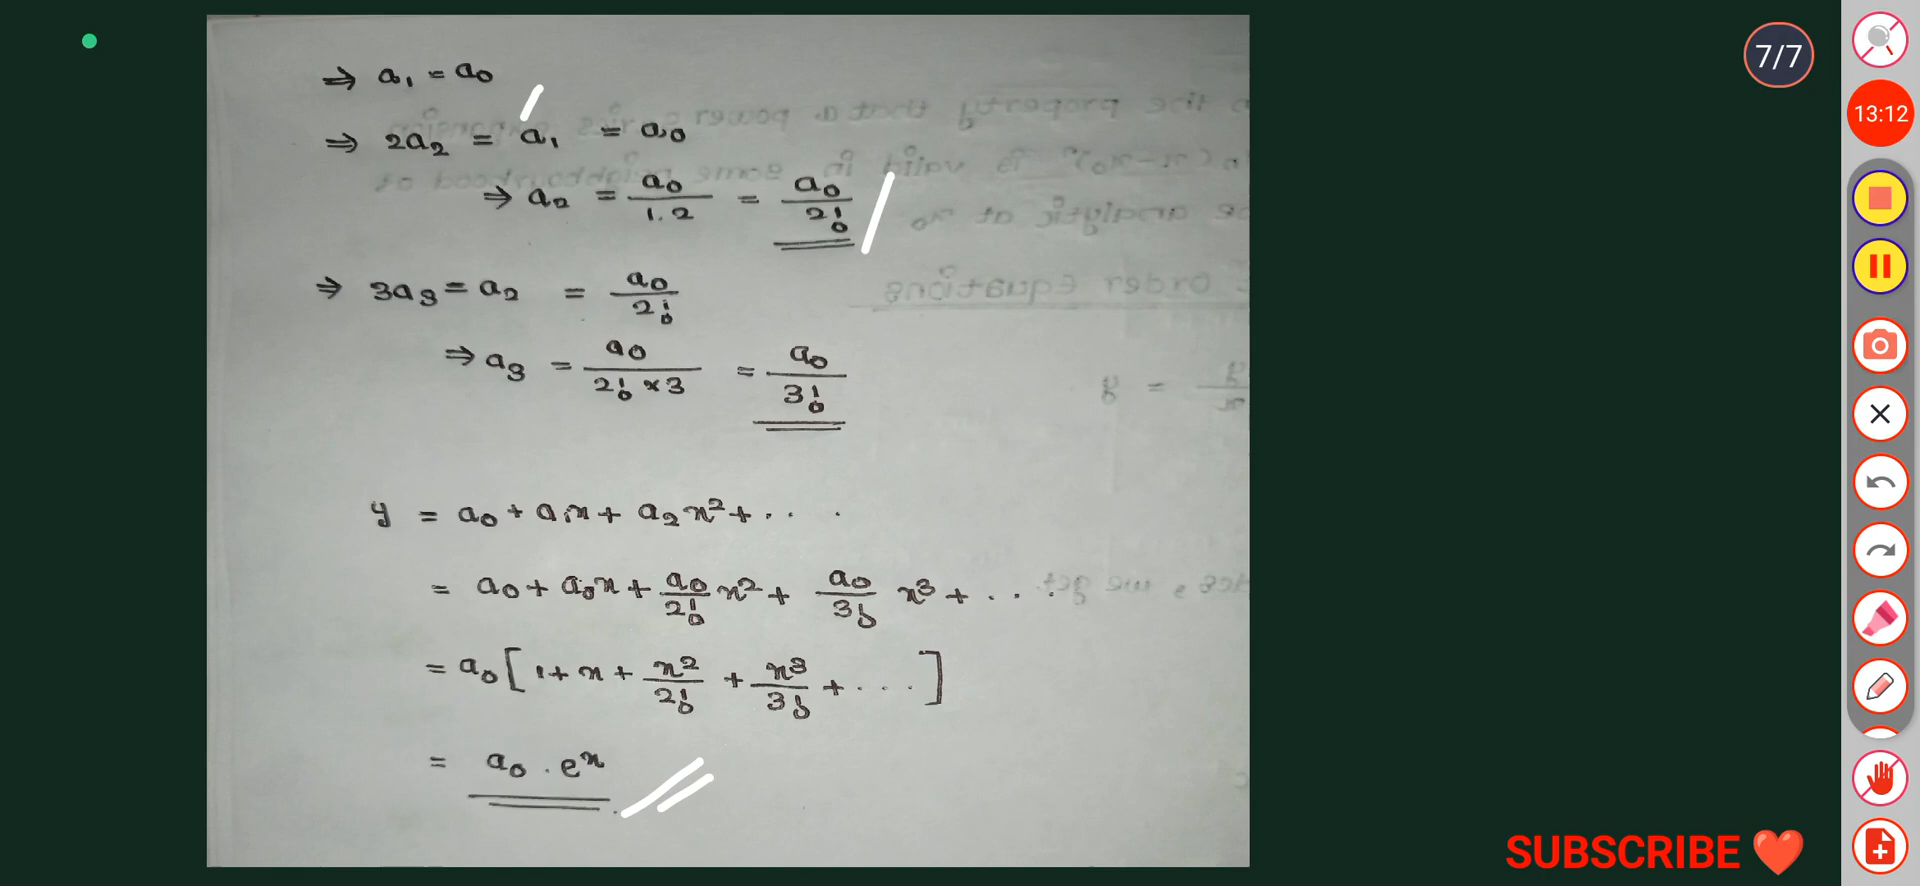 7/7
13:12
⇒ a₁ = a₀
⇒ 2a₂ = a₁ = a₀
⇒ a₂ = a₀/1.2 = a₀/2!
⇒ 3a₃ = a₂ = a₀/2!
⇒ a₃ = a₀/2!×3 = a₀/3!
y = a₀ + a₁x + a₂x² + . . .
= a₀ + a₀x + a₀/2! x² + a₀/3! x³ + . . .
= a₀ [1 + x + x²/2! + x³/3! + . . .]
= a₀ . eˣ
SUBSCRIBE ❤️